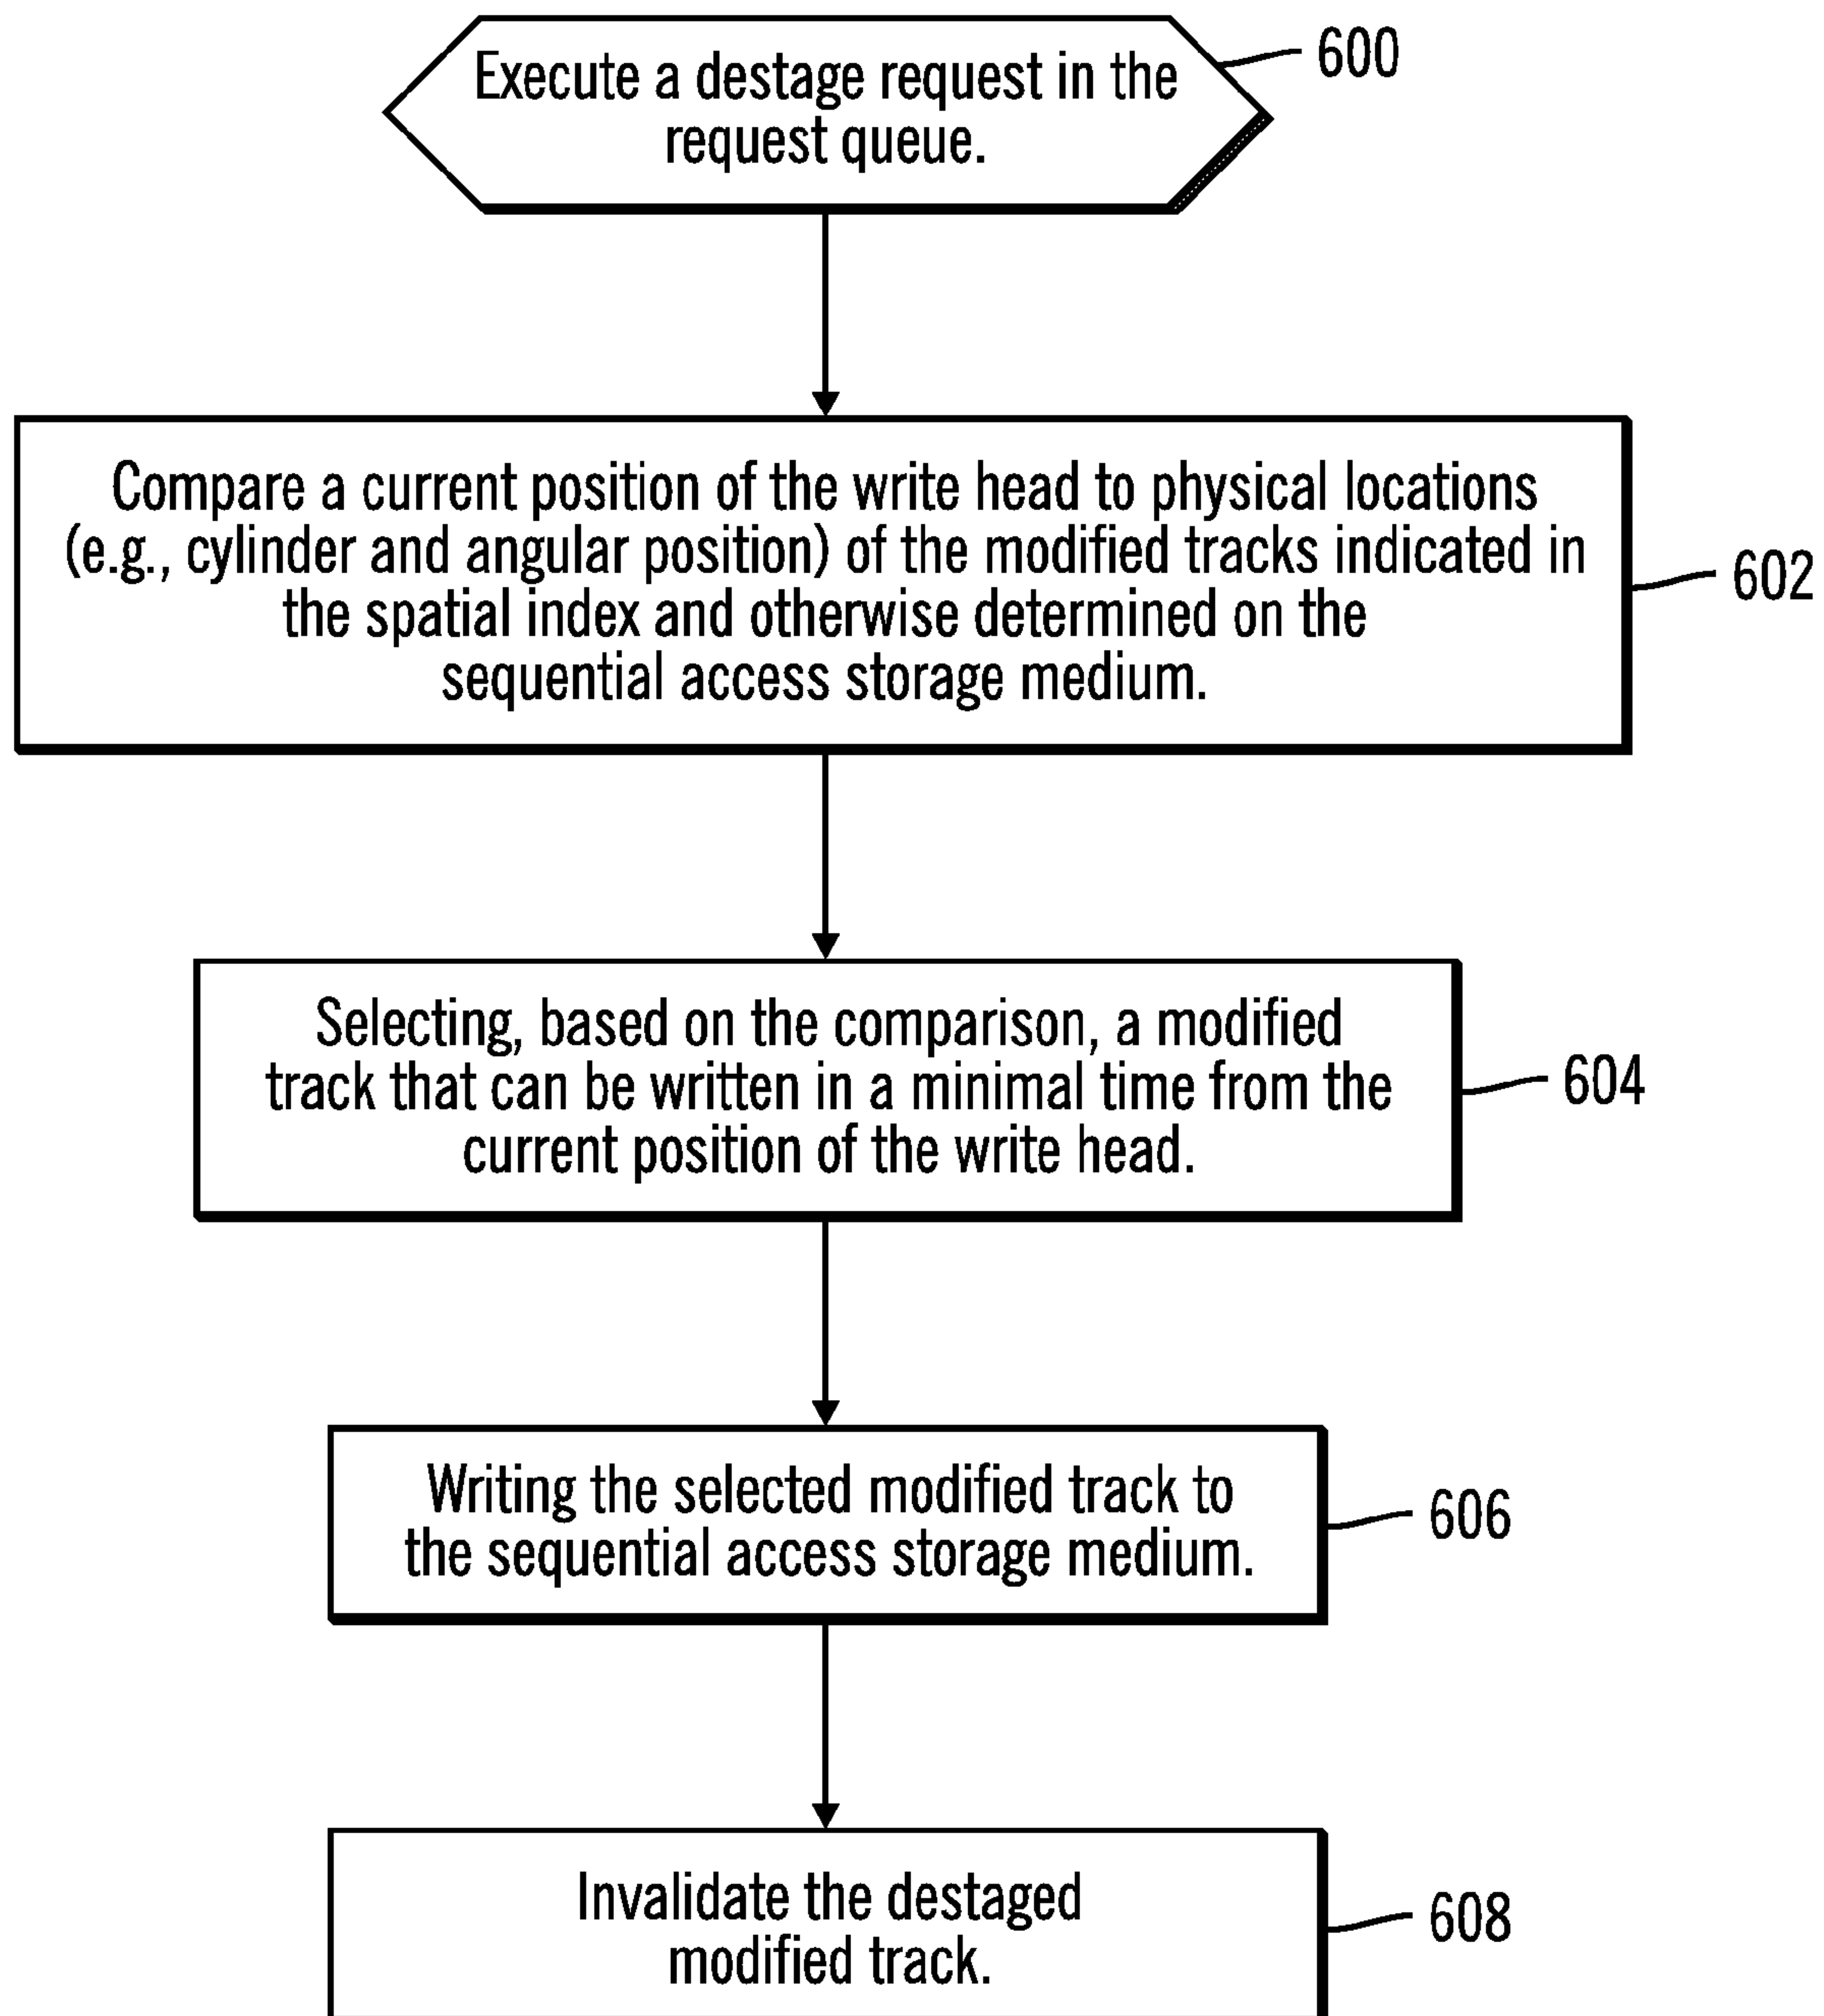 Execute a destage request in the
request queue.
600
Compare a current position of the write head to physical locations
(e.g., cylinder and angular position) of the modified tracks indicated in
the spatial index and otherwise determined on the
sequential access storage medium.
602
Selecting, based on the comparison, a modified
track that can be written in a minimal time from the
current position of the write head.
604
Writing the selected modified track to
the sequential access storage medium.
606
Invalidate the destaged
modified track.
608